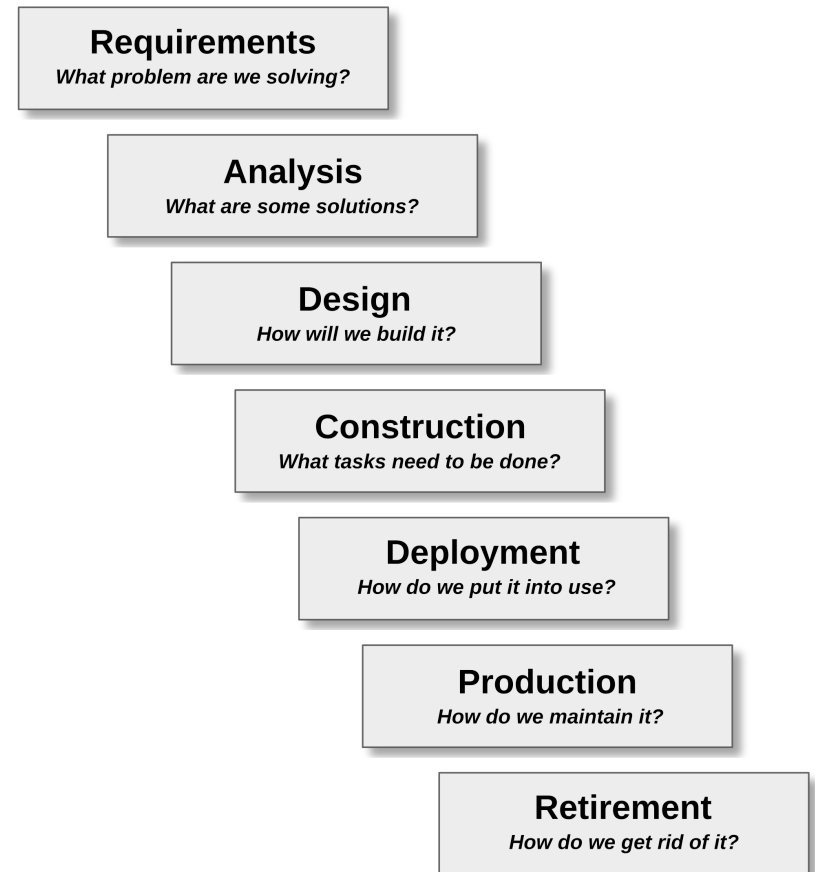 Requirements
What problem are we solving?
Analysis
What are some solutions?
Design
How will we build it?
Construction
What tasks need to be done?
Deployment
How do we put it into use?
Production
How do we maintain it?
Retirement
How do we get rid of it?